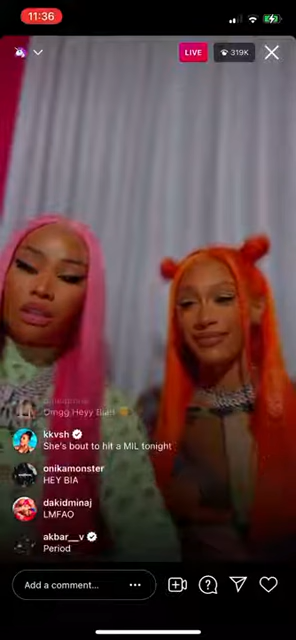 11:36
LIVE
319K
Omgg Heyy Bia!!
kkvsh
She's bout to hit a MIL tonight
onikamonster
HEY BIA
dakidminaj
LMFAO
akbar__v
Period
Add a comment...